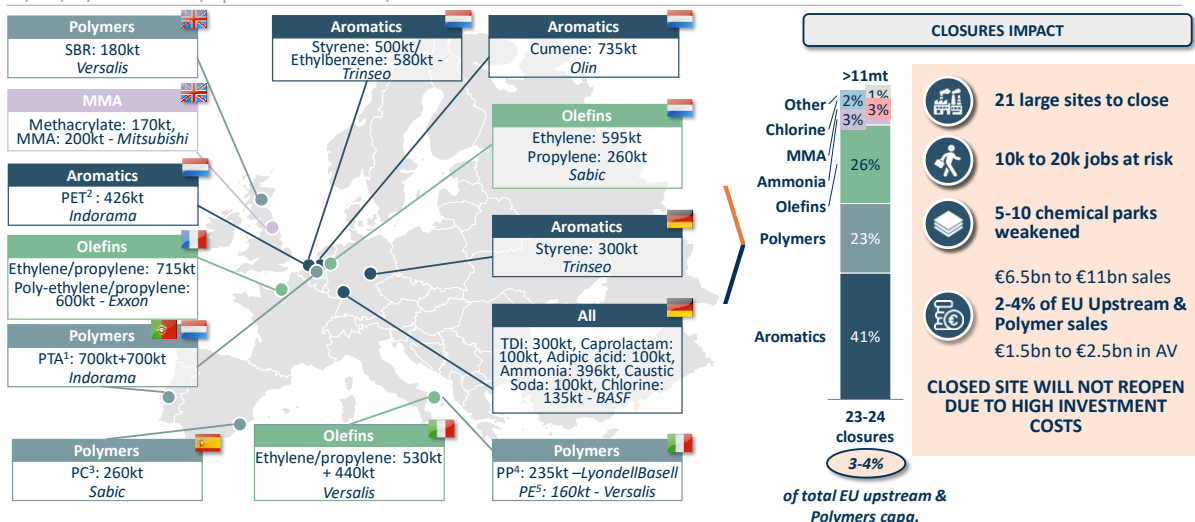 Polymers
SBR: 180kt
Versalis
MMA
Methacrylate: 170kt,
MMA: 200kt - Mitsubishi
Aromatics
PET2 : 426kt
Indorama
Olefins
Ethylene/propylene: 715kt
Poly-ethylene/propylene:
600kt - Exxon
Polymers
PTA1: 700kt+700kt
Indorama
Polymers
PC3: 260kt
Sabic
Aromatics
Styrene: 500kt/
Ethylbenzene: 580kt -
Trinseo
Aromatics
Cumene: 735kt
Olin
Olefins
Ethylene: 595kt
Propylene: 260kt
Sabic
Aromatics
Styrene: 300kt
Trinseo
All
TDI: 300kt, Caprolactam:
100kt, Adipic acid: 100kt,
Ammonia: 396kt, Caustic
Soda: 100kt, Chlorine:
135kt - BASF
Olefins
Ethylene/propylene: 530kt
+ 440kt
Versalis
Polymers
PP4: 235kt –LyondellBasell
PE5: 160kt - Versalis
CLOSURES IMPACT
>11mt
Other
Chlorine
MMA
Ammonia
Olefins
Polymers
Aromatics
2%
1%
3%
3%
26%
23%
41%
23-24
closures
3-4%
of total EU upstream &
Polymers capa.
21 large sites to close
10k to 20k jobs at risk
5-10 chemical parks
weakened
€6.5bn to €11bn sales
2-4% of EU Upstream &
Polymer sales
€1.5bn to €2.5bn in AV
CLOSED SITE WILL NOT REOPEN
DUE TO HIGH INVESTMENT
COSTS